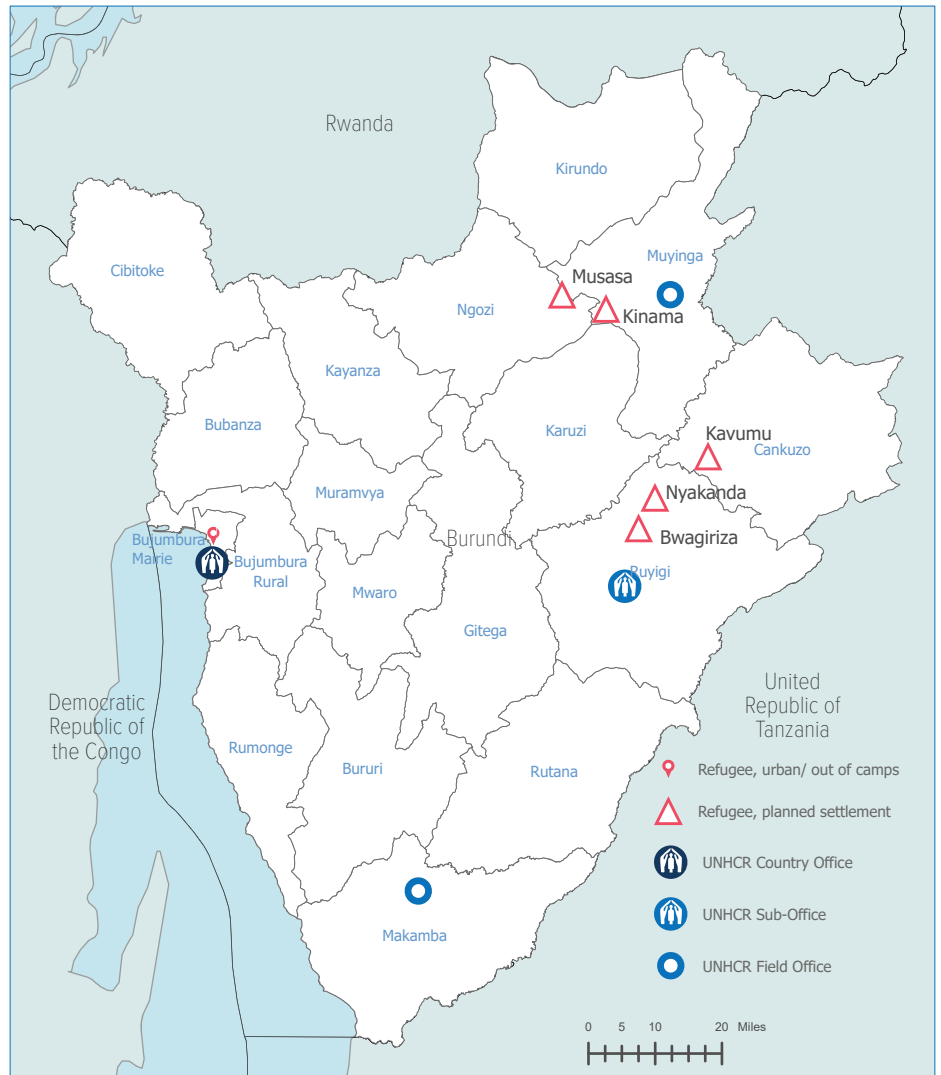 Rwanda
Kirundo
Cibitoke
Muyinga
Musasa
Ngozi
Kinama
Kayanza
Bubanza
Karuzi
Kavumu
Cankuzo
Muramvya
Nyakanda
Bujumbura
Mairie
Burundi
Bwagiriza
Bujumbura
Rural
Mwaro
Ruyigi
Gitega
Democratic
Republic of
the Congo
United
Republic of
Tanzania
Rumonge
Bururi
Rutana
Makamba
Refugee, urban/ out of camps
Refugee, planned settlement
UNHCR Country Office
UNHCR Sub-Office
UNHCR Field Office
0 5 10 20 Miles